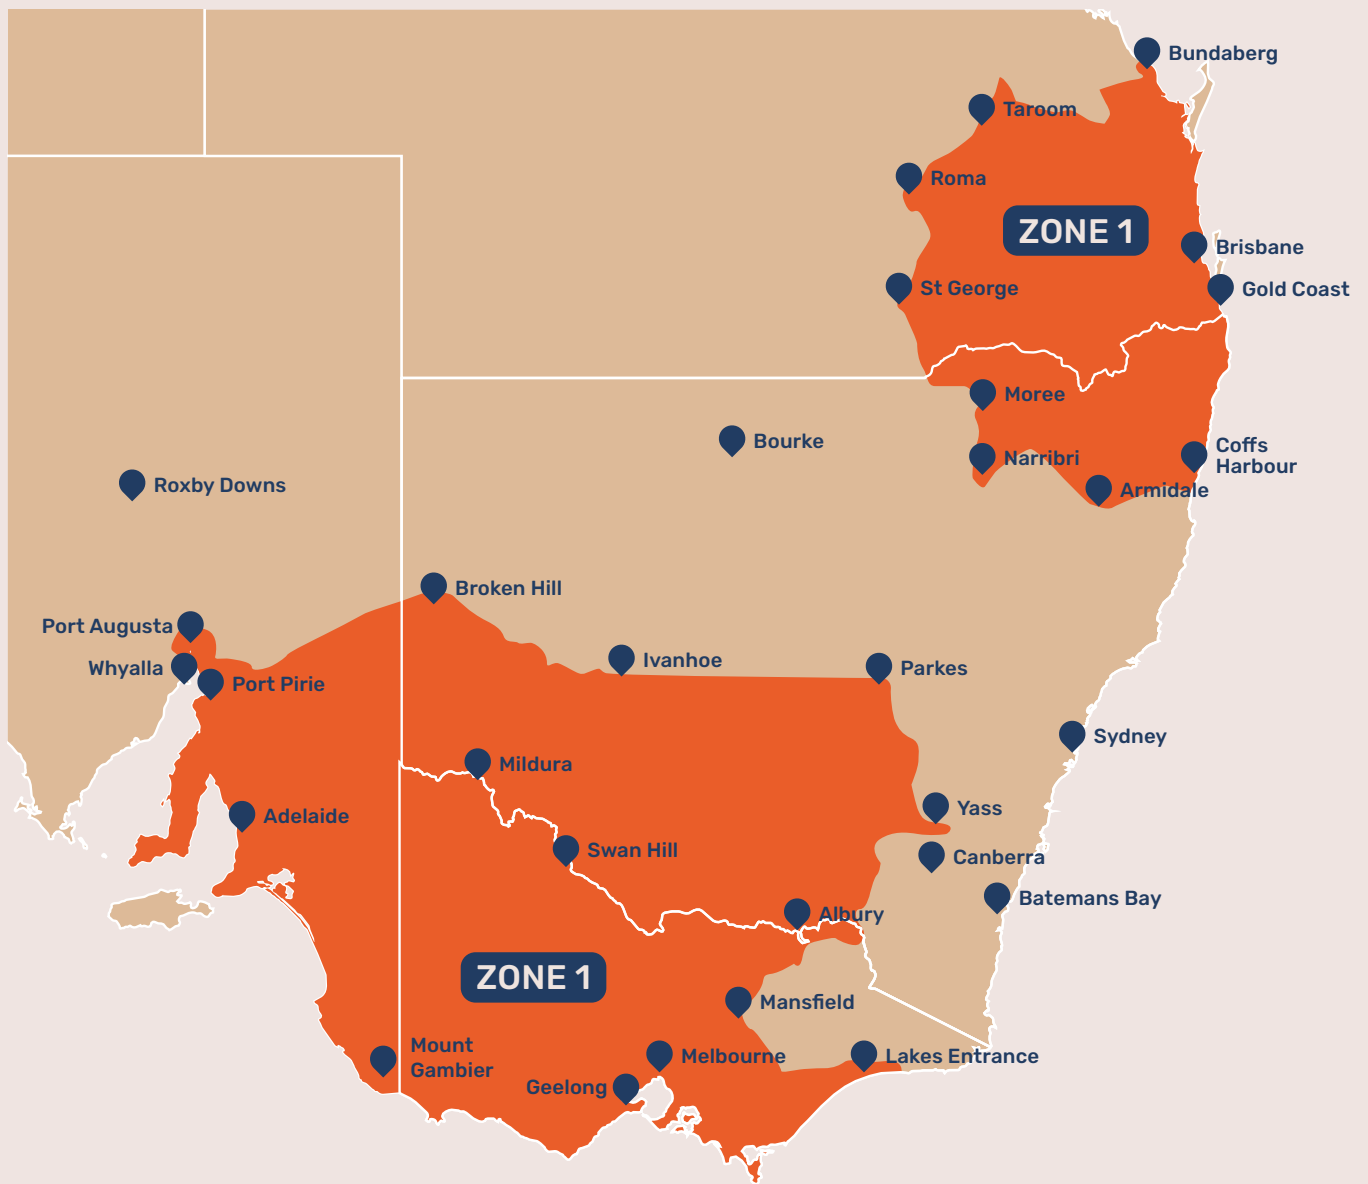 Bundaberg
Taroom
Roma
ZONE 1
Brisbane
St George
Gold Coast
Moree
Bourke
Coffs
Harbour
Narribri
Roxby Downs
Armidale
Broken Hill
Port Augusta
Ivanhoe
Whyalla
Parkes
Port Pirie
Sydney
Mildura
Yass
Adelaide
Swan Hill
Canberra
Batemans Bay
Albury
ZONE 1
Mansfield
Mount
Gambier
Melbourne
Lakes Entrance
Geelong